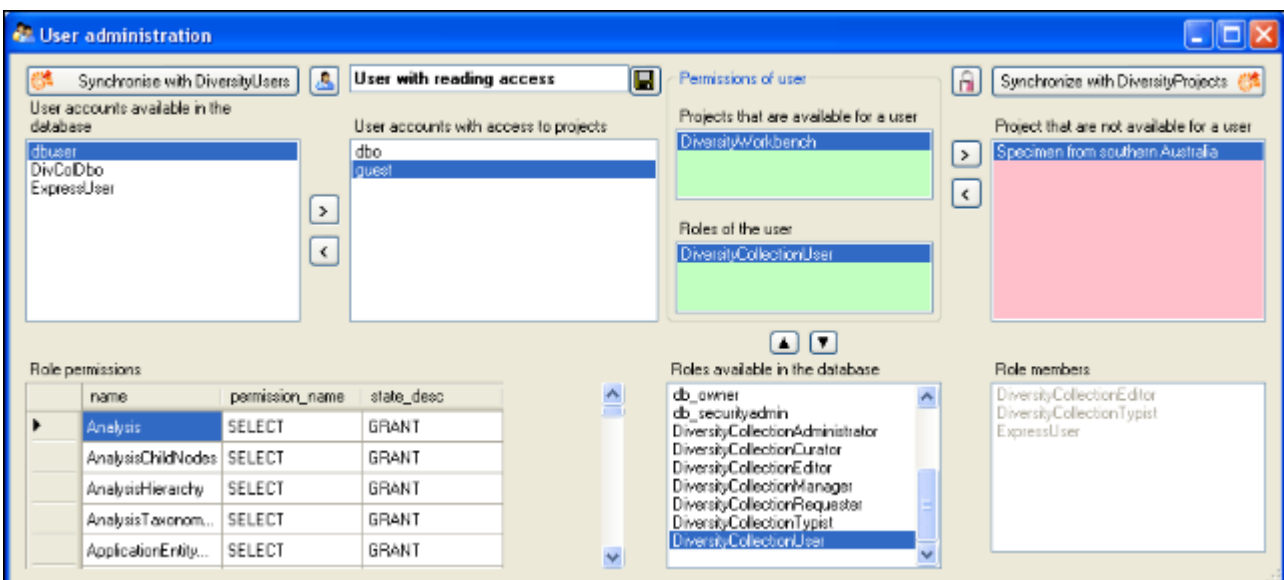 User administration
Synchronise with DiversityUsers
User with reading access
Permissions of user
Synchronize with DiversityProjects
User accounts available in the
database
User accounts with access to projects
Projects that are available for a user
Project that are not available for a user
dbuser
DivColDbo
ExpressUser
dbo
guest
DiversityWorkbench
Specimen from southern Australia
>
<
>
<
Roles of the user
DiversityCollectionUser
Role permissions
name permission_name state_desc
Analysis SELECT GRANT
AnalysisChildNodes SELECT GRANT
AnalysisHierarchy SELECT GRANT
AnalysisTaxonom... SELECT GRANT
ApplicationEntity... SELECT GRANT
Roles available in the database
db_owner
db_securityadmin
DiversityCollectionAdministrator
DiversityCollectionCurator
DiversityCollectionEditor
DiversityCollectionManager
DiversityCollectionRequester
DiversityCollectionTypist
DiversityCollectionUser
Role members
DiversityCollectionEditor
DiversityCollectionTypist
ExpressUser